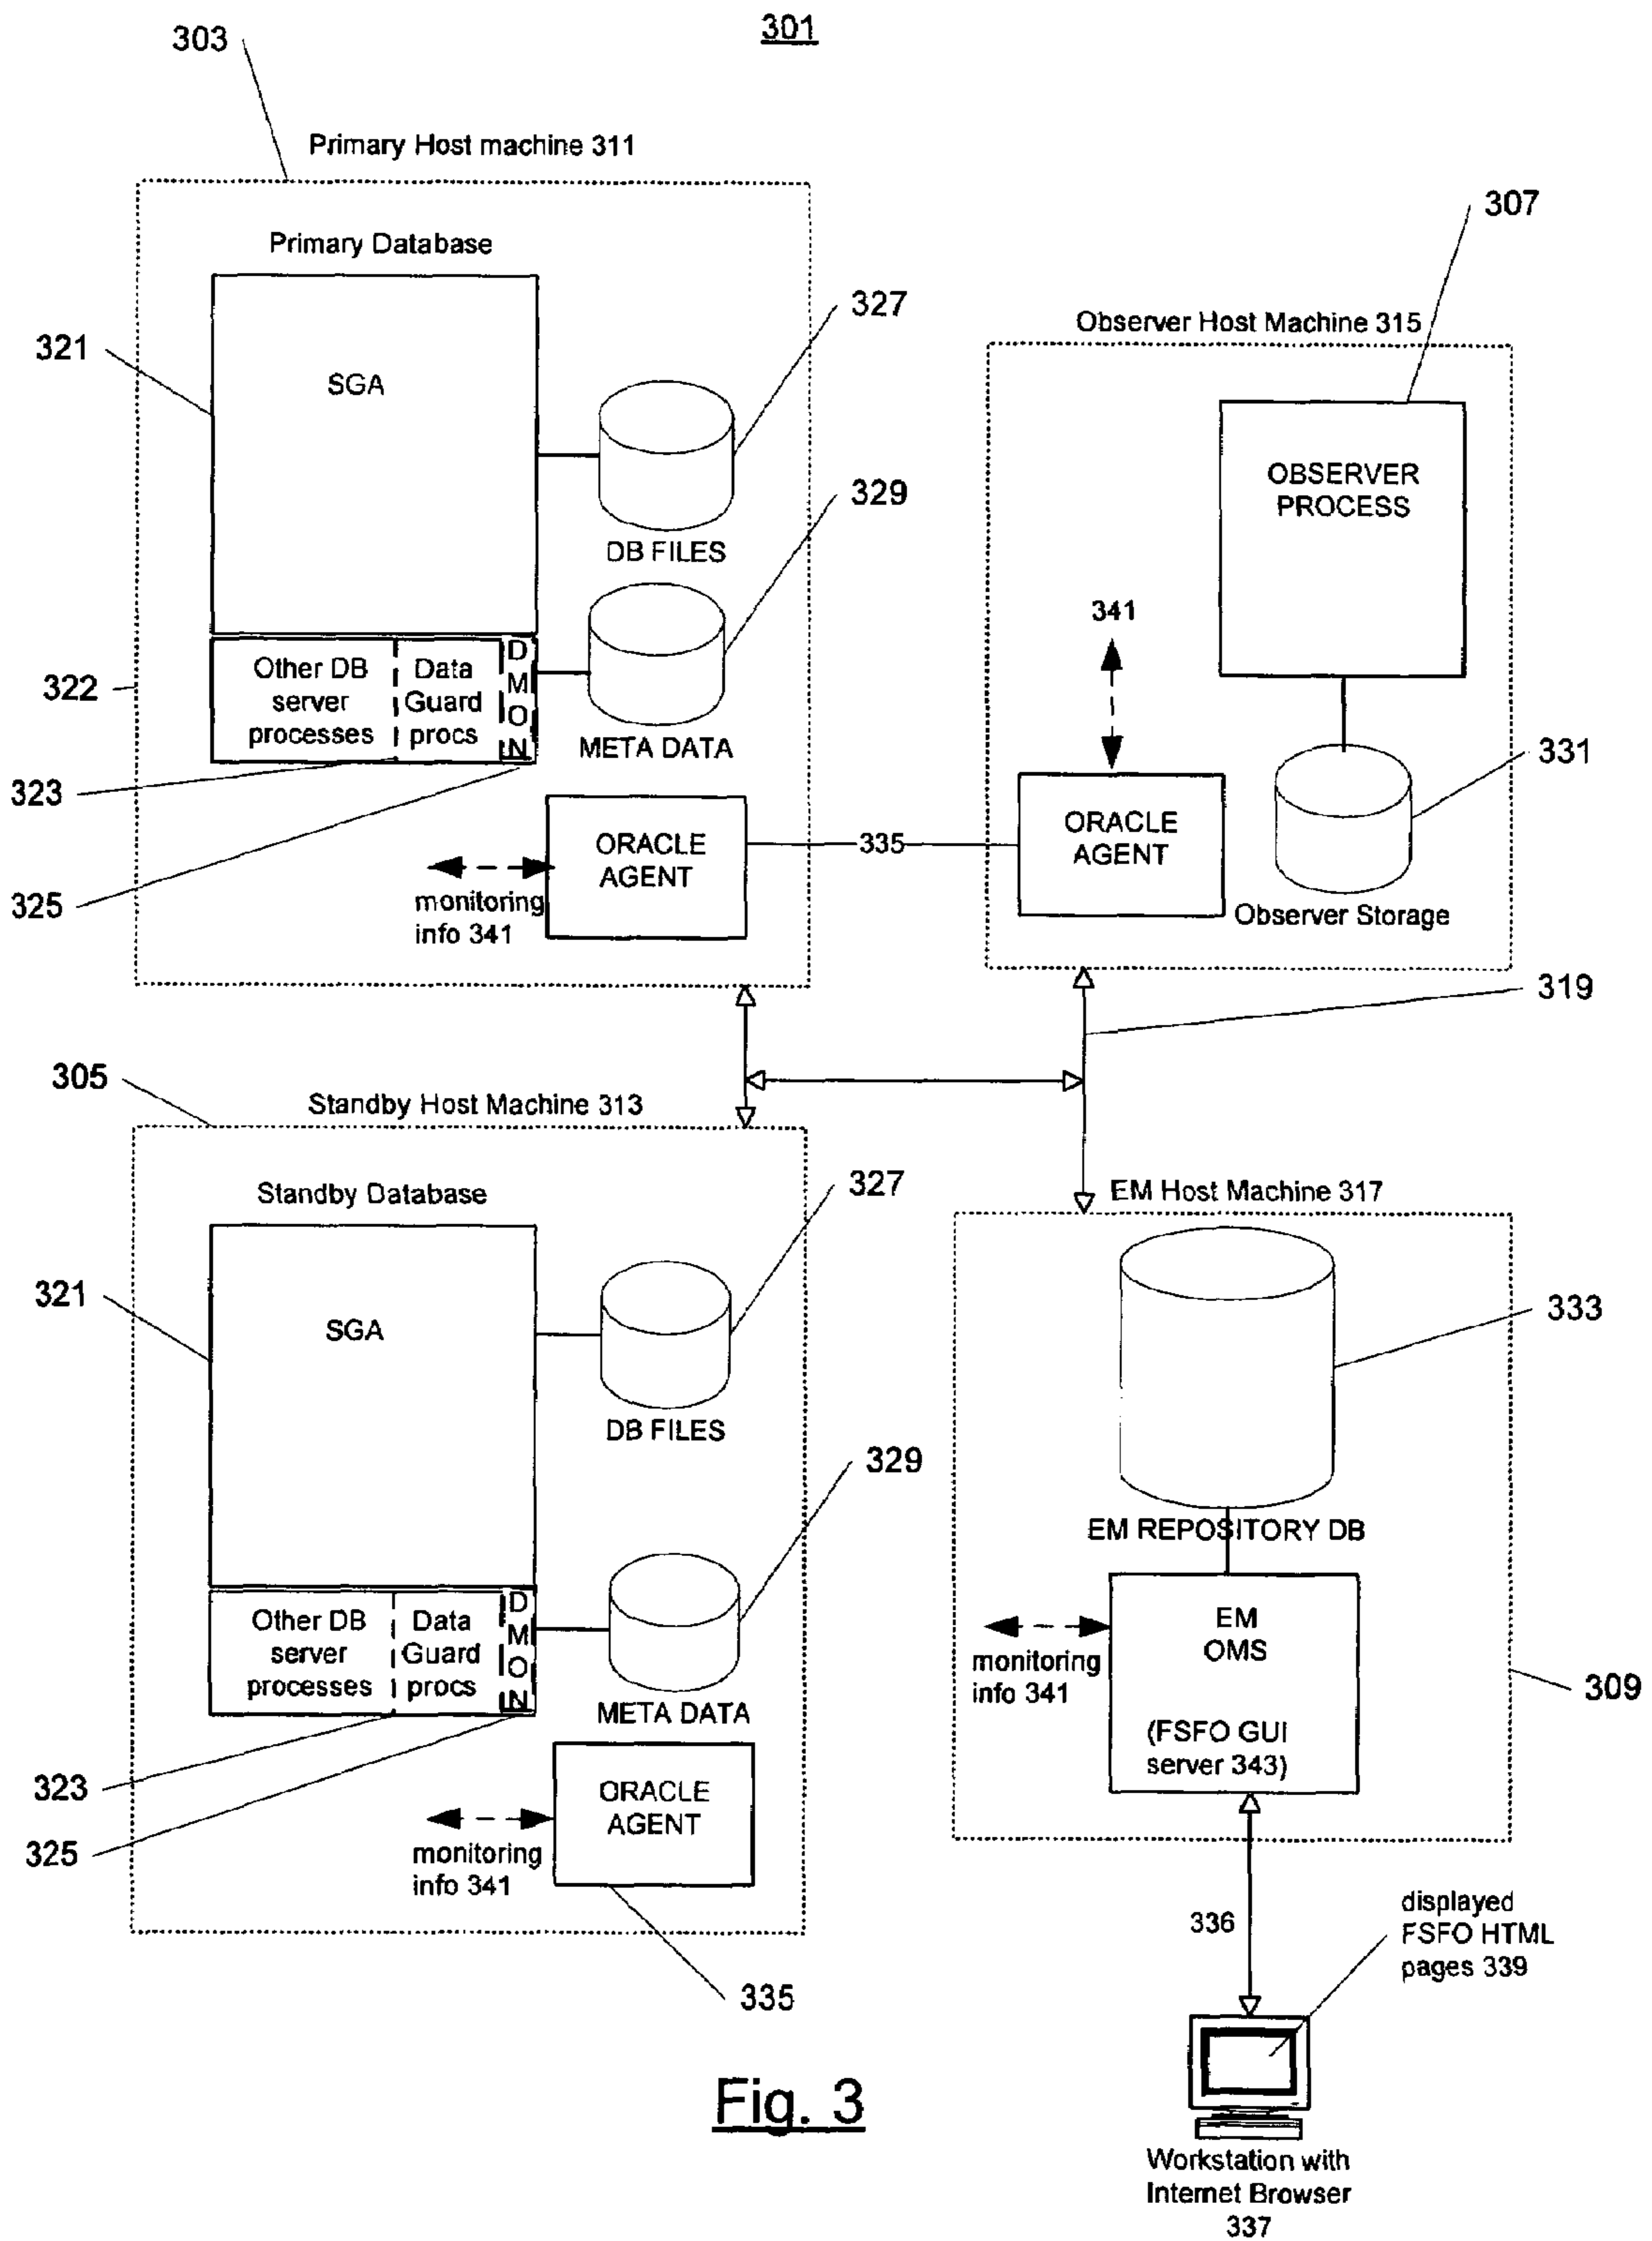 301
303
Primary Host machine 311
Primary Database
321
SGA
327
DB FILES
329
322
Other DB
server
processes
Data
Guard
procs
DMON
META DATA
323
325
ORACLE
AGENT
monitoring
info 341
335
307
Observer Host Machine 315
OBSERVER
PROCESS
341
ORACLE
AGENT
331
Observer Storage
319
305
Standby Host Machine 313
Standby Database
321
SGA
327
DB FILES
329
Other DB
server
processes
Data
Guard
procs
DMON
META DATA
323
325
ORACLE
AGENT
monitoring
info 341
335
EM Host Machine 317
333
EM REPOSITORY DB
EM
OMS
monitoring
info 341
(FSFO GUI
server 343)
309
336
displayed
FSFO HTML
pages 339
Workstation with
Internet Browser
337
Fig. 3